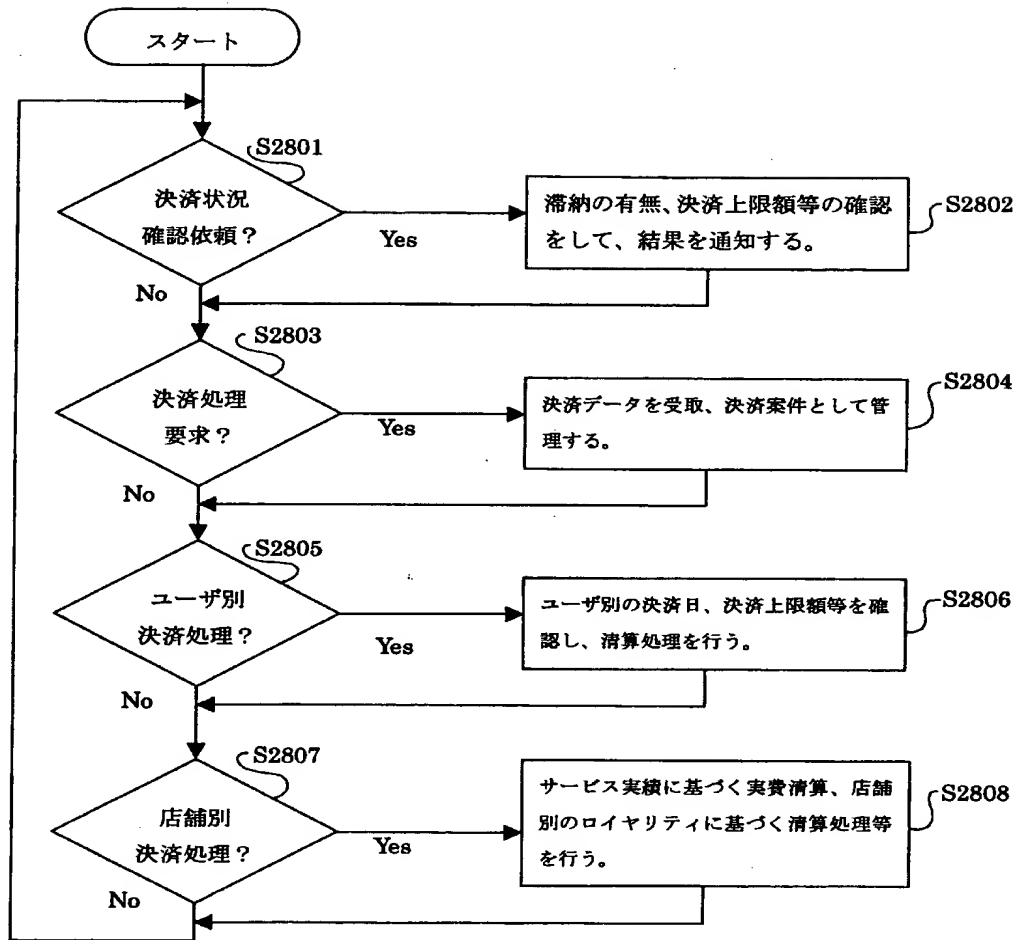 スタート
S2801
決済状況
確認依頼？
Yes
No
滞納の有無、決済上限額等の確認
をして、結果を通知する。
S2802
S2803
決済処理
要求？
Yes
No
決済データを受取、決済案件として管
理する。
S2804
S2805
ユーザ別
決済処理？
Yes
No
ユーザ別の決済日、決済上限額等を確
認し、清算処理を行う。
S2806
S2807
店舗別
決済処理？
Yes
No
サービス実績に基づく実費清算、店舗
別のロイヤリティに基づく清算処理等
を行う。
S2808